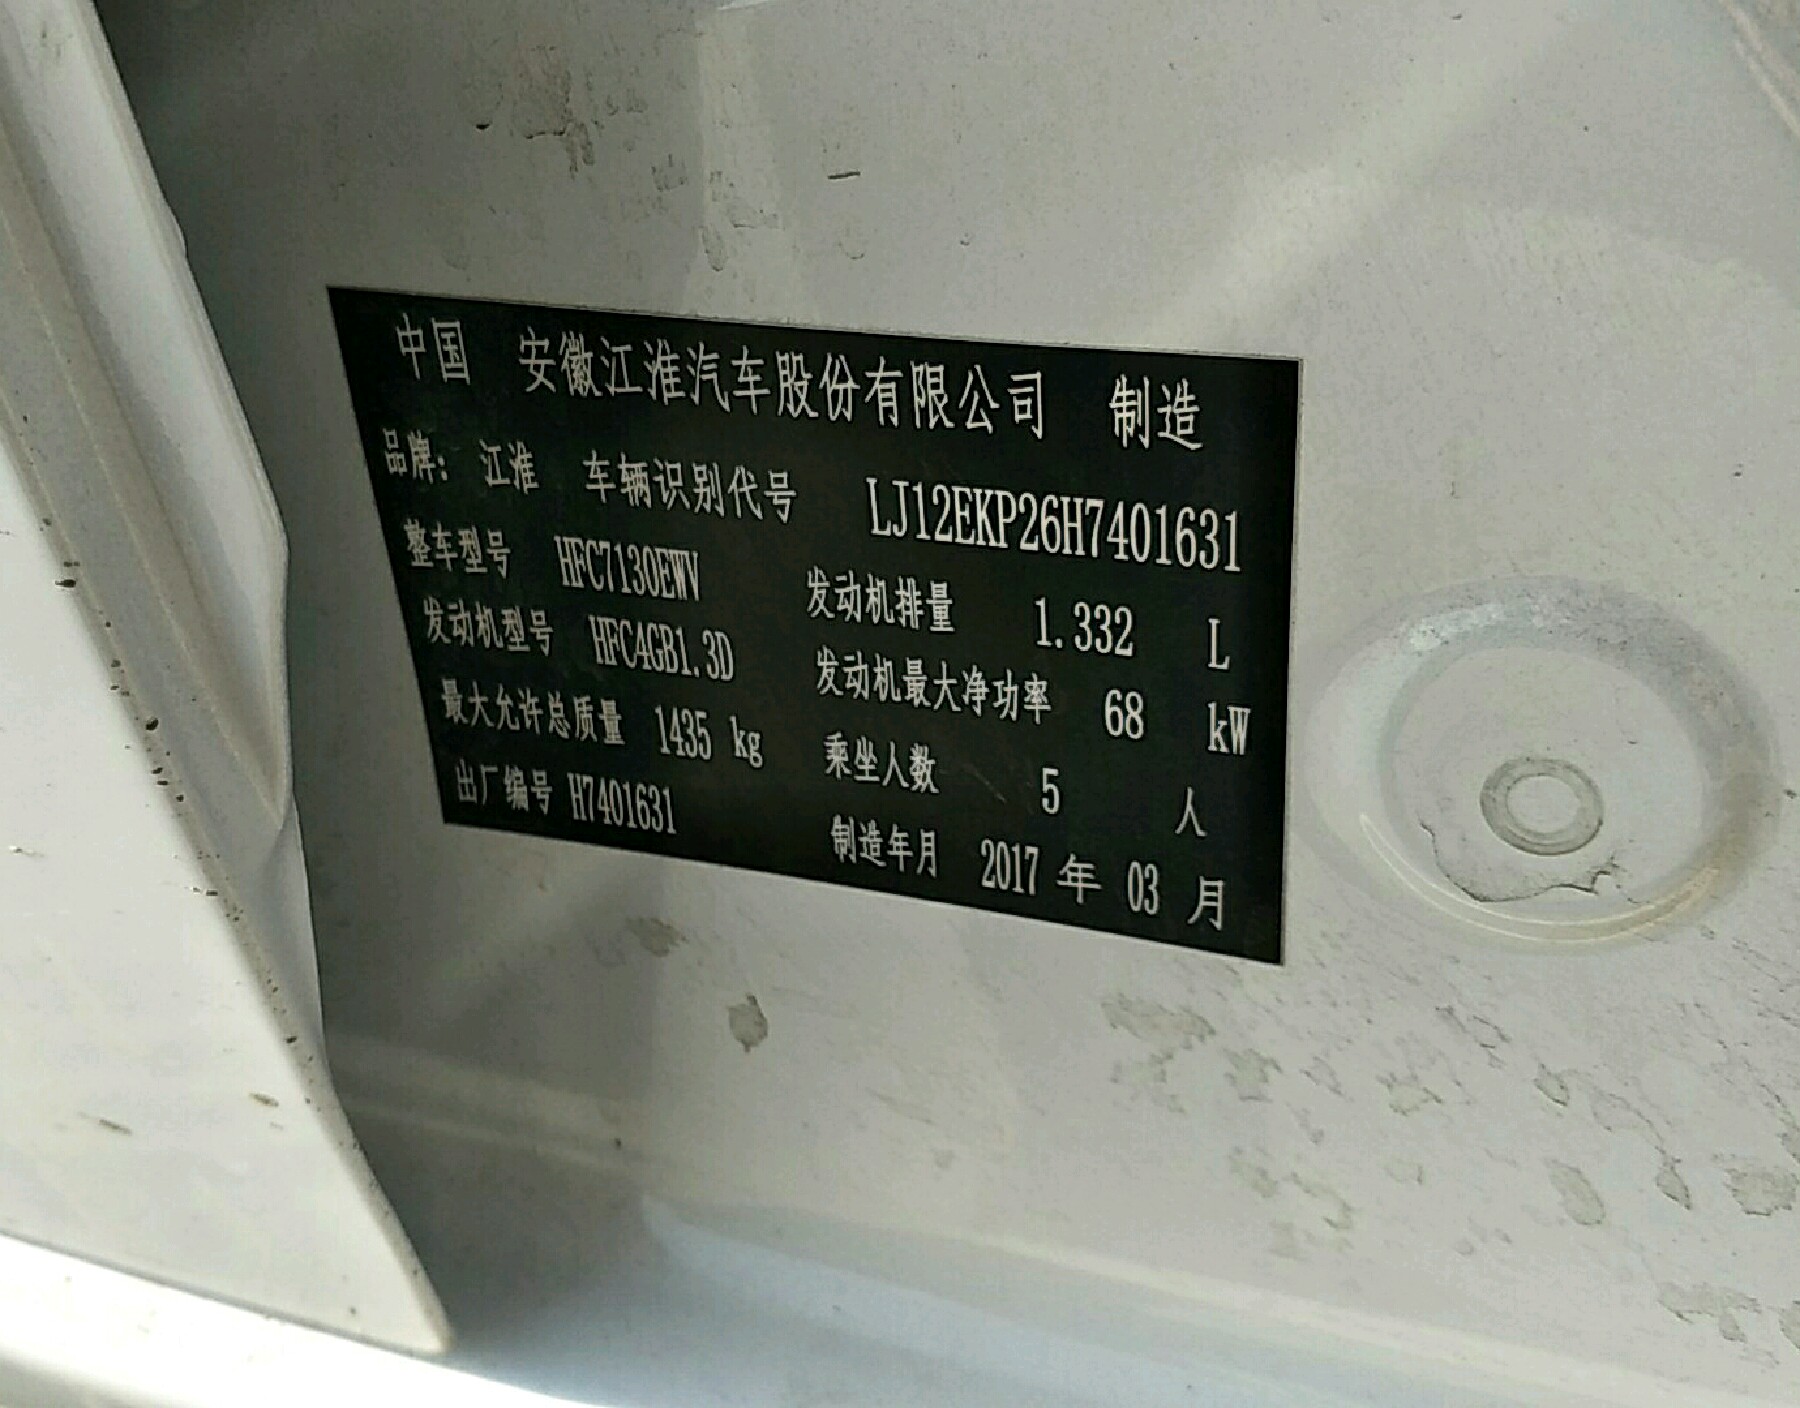 中国 安徽江淮汽车股份有限公司 制造
品牌: 江淮 车辆识别代号 LJ12EKP26H7401631
整车型号 HFC7130EWV 发动机排量 1.332 L
发动机型号 HFC4GB1.3D 发动机最大净功率 68 kW
最大允许总质量 1435 kg 乘坐人数 5 人
出厂编号 H7401631 制造年月 2017 年 03 月